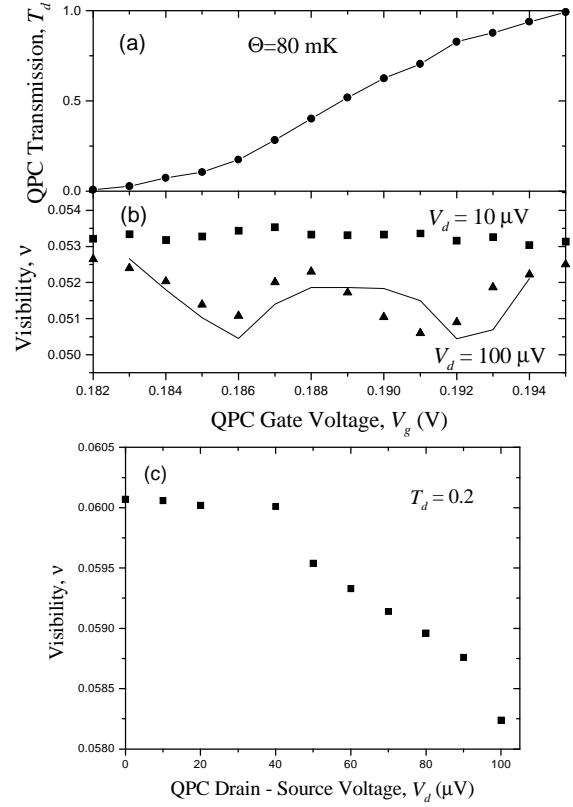 (a)
Θ=80 mK
QPC Transmission, T_d
1.0
0.5
0.0
(b)
V_d = 10 μV
V_d = 100 μV
Visibility, ν
0.054
0.053
0.052
0.051
0.050
0.182 0.184 0.186 0.188 0.190 0.192 0.194
QPC Gate Voltage, V_g (V)
(c)
T_d = 0.2
Visibility, ν
0.0605
0.0600
0.0595
0.0590
0.0585
0.0580
0 20 40 60 80 100
QPC Drain - Source Voltage, V_d (μV)